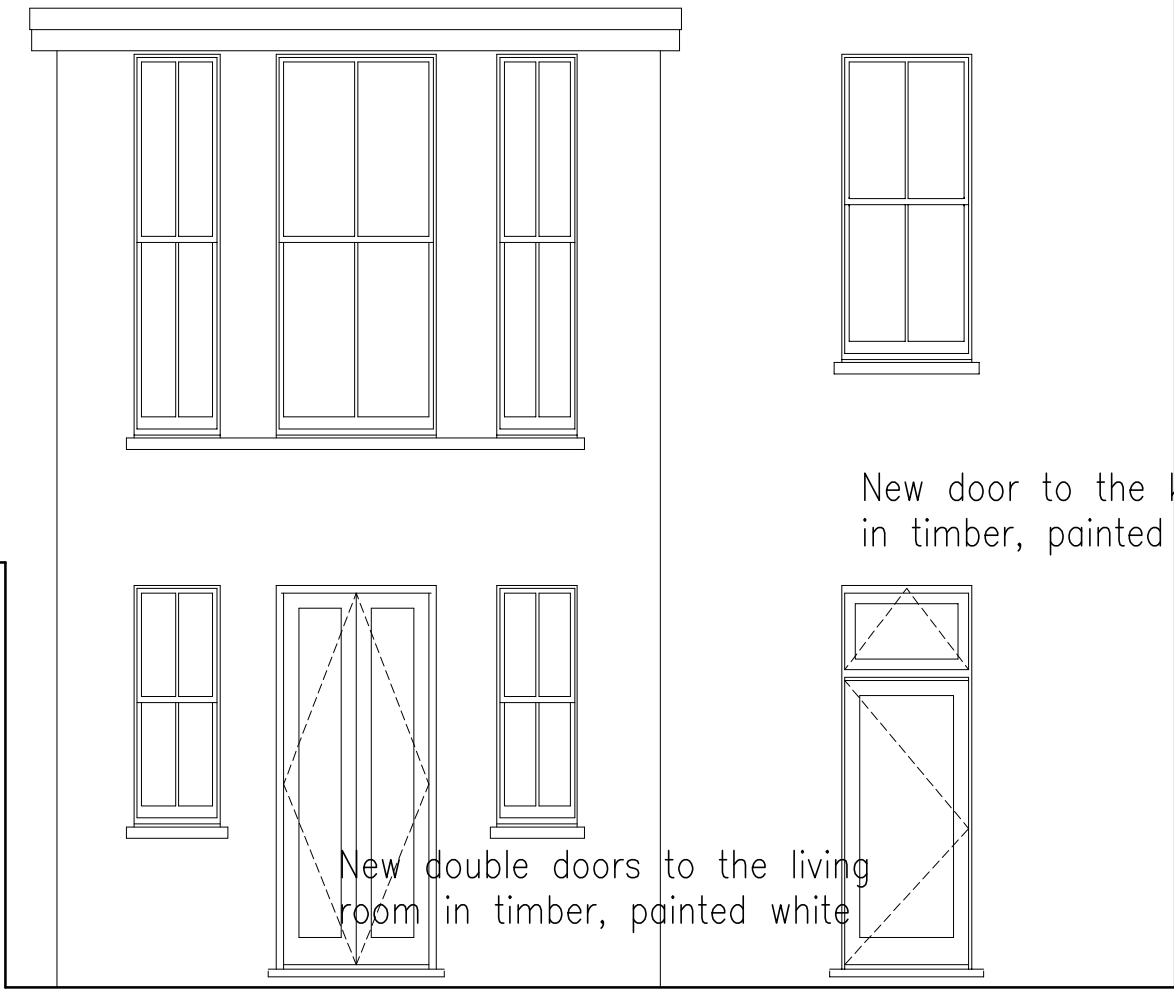 New door to the
in timber, painted
New double doors to the living
room in timber, painted white